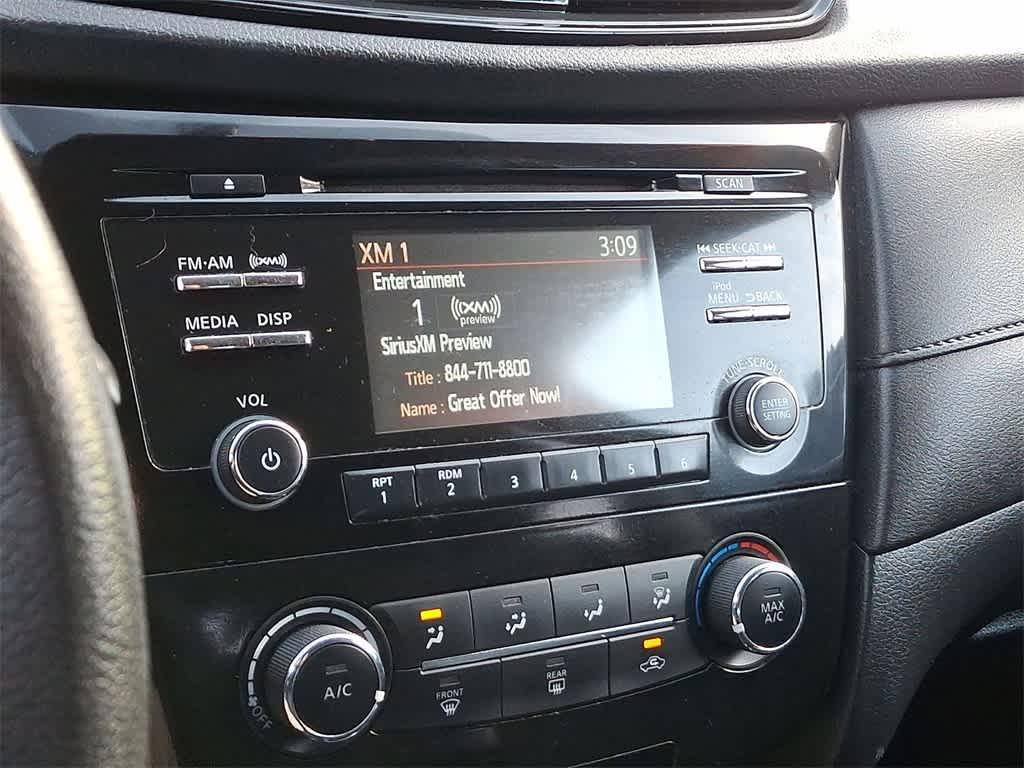 SCAN
FM·AM (((XM)))
XM 1 3:09
SEEK·CAT
Entertainment
1 (((XM)))
preview
iPod
MENU BACK
MEDIA DISP
SiriusXM Preview
Title : 844-711-8800
Name : Great Offer Now!
TUNE·SCROLL
ENTER
SETTING
VOL
RPT
1
RDM
2
3
4
5
6
MAX
A/C
A/C
OFF
FRONT
REAR